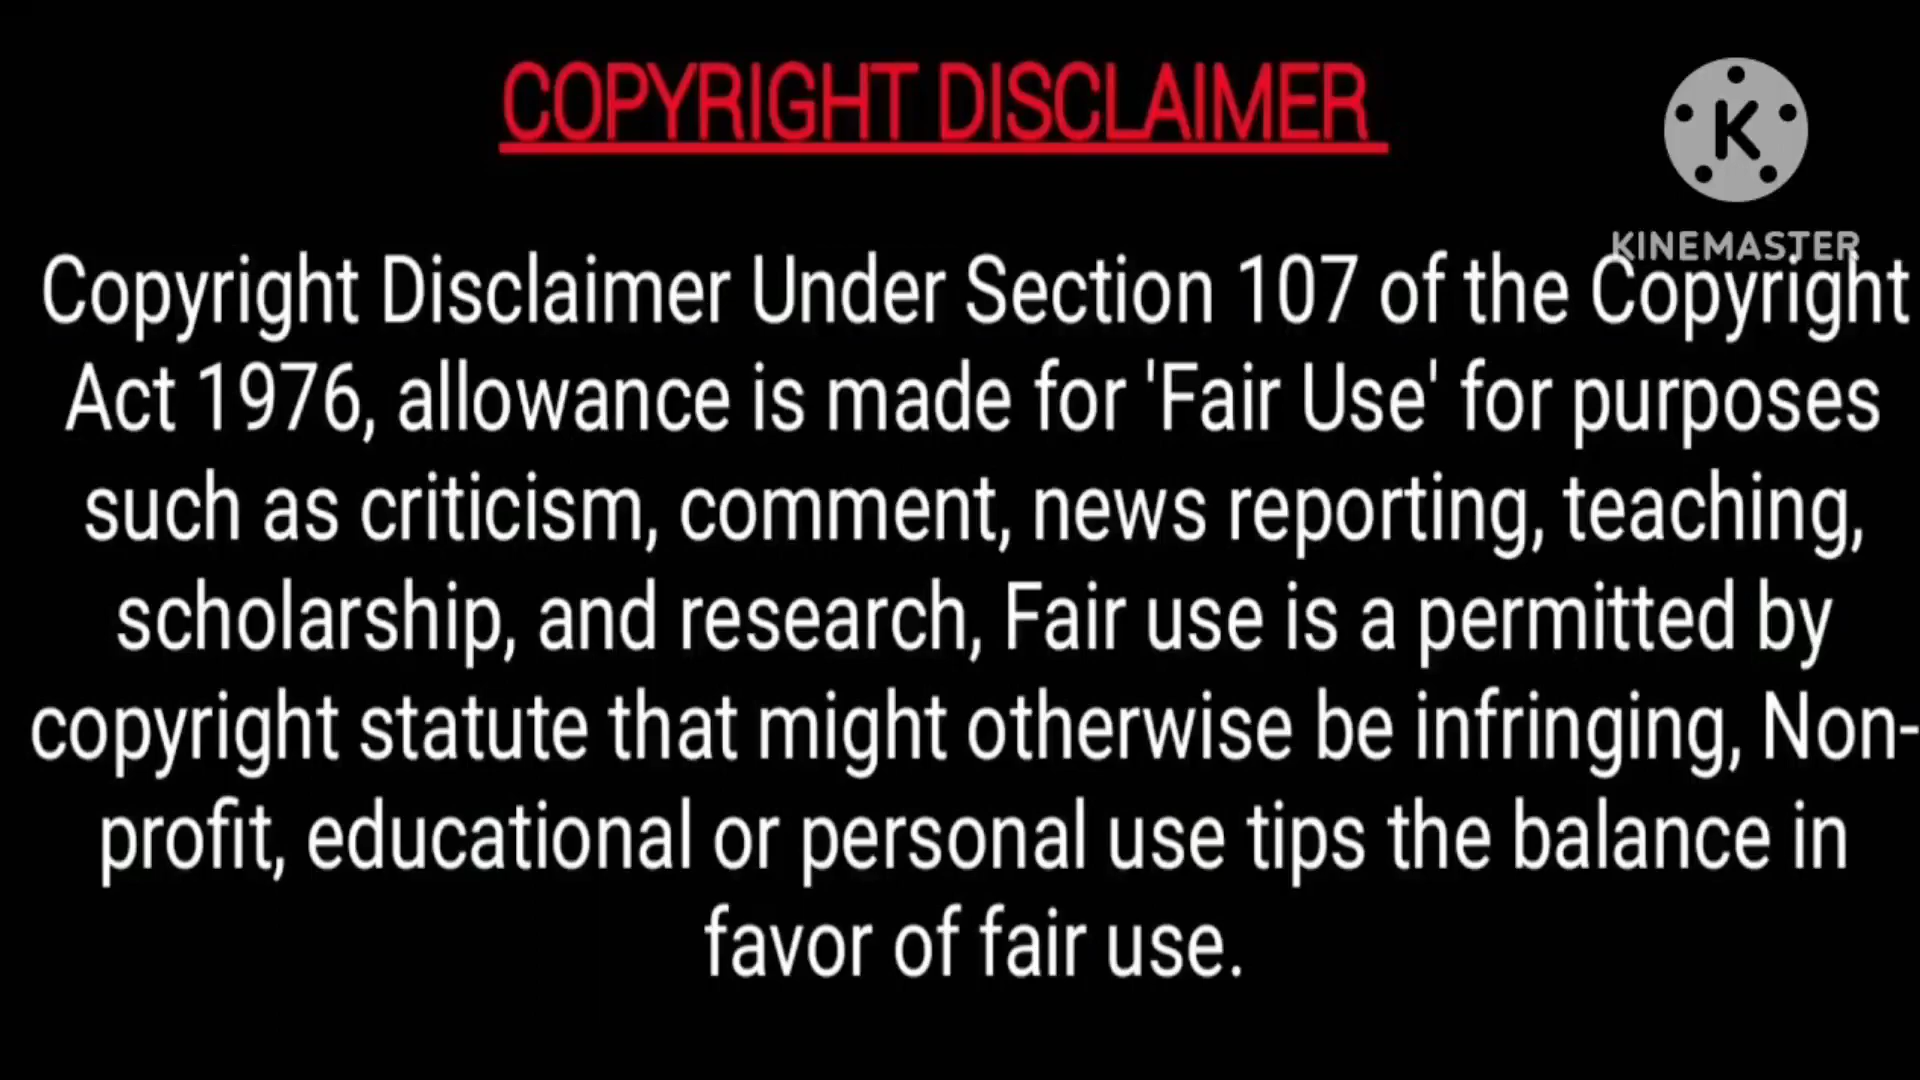 COPYRIGHT DISCLAIMER
K
KINEMASTER
Copyright Disclaimer Under Section 107 of the Copyright
Act 1976, allowance is made for 'Fair Use' for purposes
such as criticism, comment, news reporting, teaching,
scholarship, and research, Fair use is a permitted by
copyright statute that might otherwise be infringing, Non-
profit, educational or personal use tips the balance in
favor of fair use.